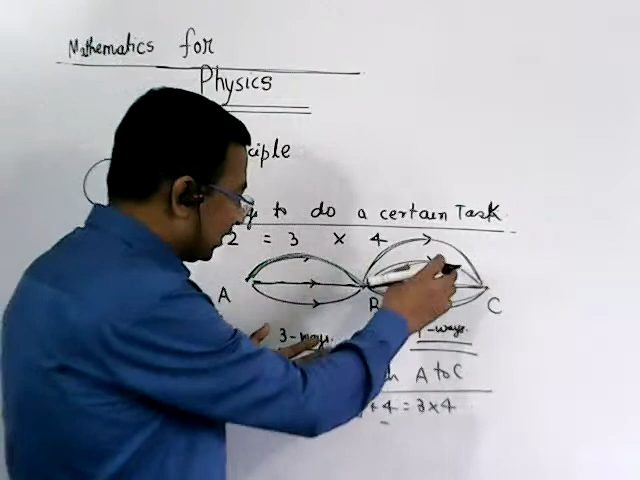 Mathematics for
Physics
ciple
to do a certain Task
2 = 3 × 4
A B C
3-ways. -ways.
A to C
+ 4 = 3×4